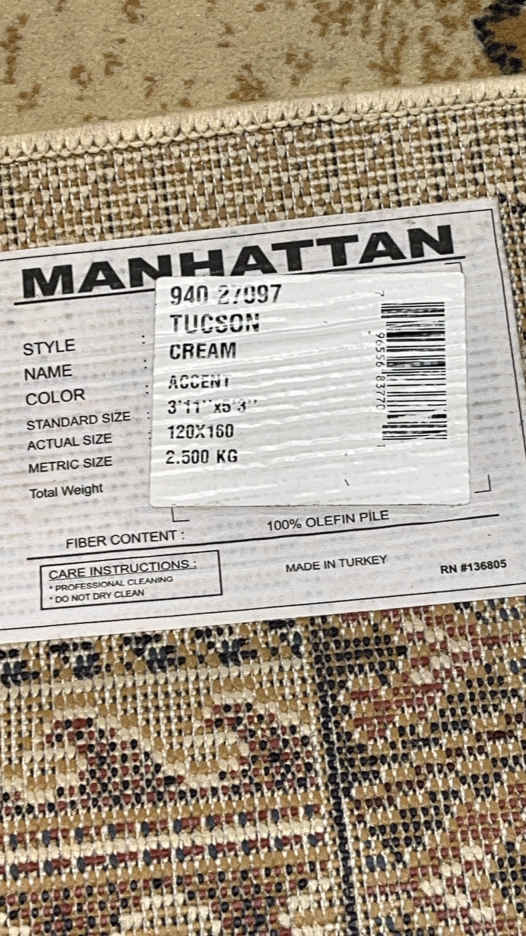 MANHATTAN
STYLE : 940 27097
NAME : TUCSON
COLOR : CREAM
STANDARD SIZE : ACCENT
ACTUAL SIZE 3'11''x5'3''
METRIC SIZE 120X160
Total Weight 2.500 KG
FIBER CONTENT : 100% OLEFIN PİLE
CARE INSTRUCTIONS :
* PROFESSIONAL CLEANING
* DO NOT DRY CLEAN
MADE IN TURKEY
RN #136805